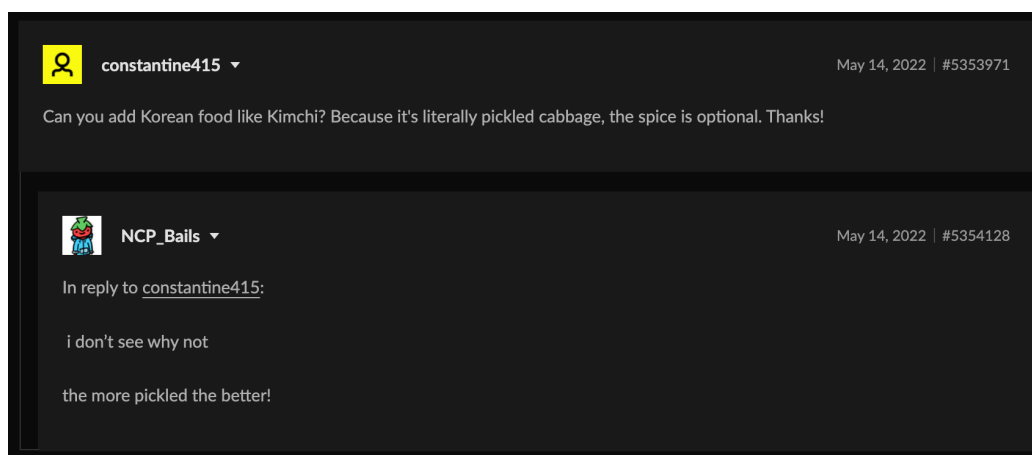 constantine415
May 14, 2022 | #5353971
Can you add Korean food like Kimchi? Because it's literally pickled cabbage, the spice is optional. Thanks!
NCP_Bails
May 14, 2022 | #5354128
In reply to constantine415:
i don't see why not
the more pickled the better!